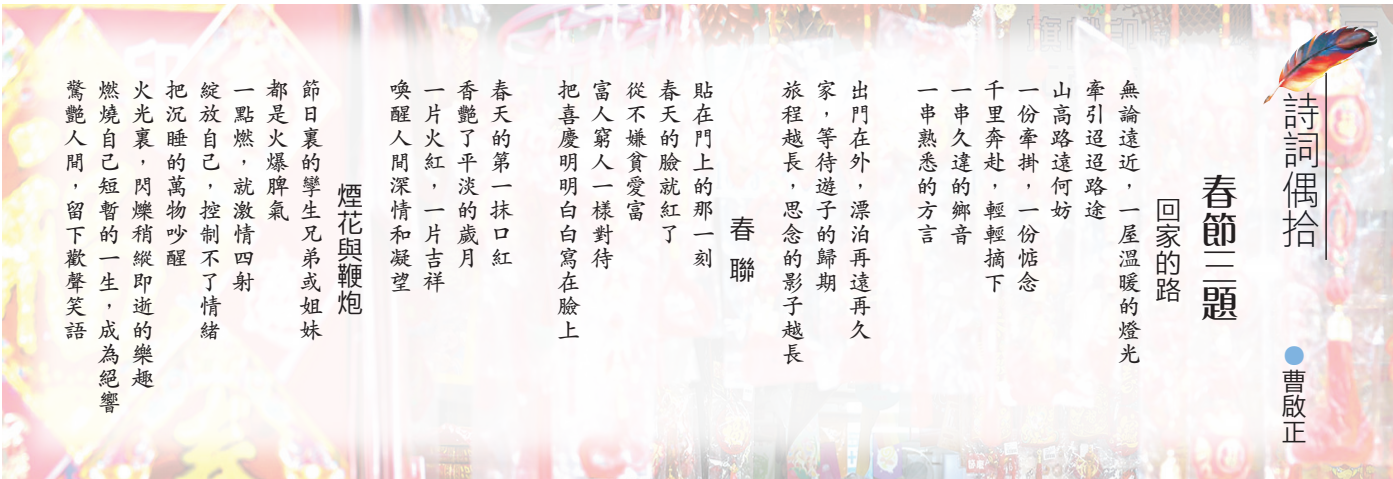 詩詞偶拾
●曹啟正
春節三題
回家的路
無論遠近，一屋溫暖的燈光
牽引迢迢路途
山高路遠何妨
一份牽掛，一份惦念
千里奔赴，輕輕摘下
一串久違的鄉音
一串熟悉的方言
出門在外，漂泊再遠再久
家，等待遊子的歸期
旅程越長，思念的影子越長
春聯
貼在門上的那一刻
春天的臉就紅了
從不嫌貧愛富
富人窮人一樣對待
把喜慶明明白白寫在臉上
春天的第一抹口紅
香艷了平淡的歲月
一片火紅，一片吉祥
喚醒人間深情和凝望
煙花與鞭炮
節日裏的孿生兄弟或姐妹
都是火爆脾氣
一點燃，就激情四射
綻放自己，控制不了情緒
把沉睡的萬物吵醒
火光裏，閃爍稍縱即逝的樂趣
燃燒自己短暫的一生，成為絕響
驚艷人間，留下歡聲笑語